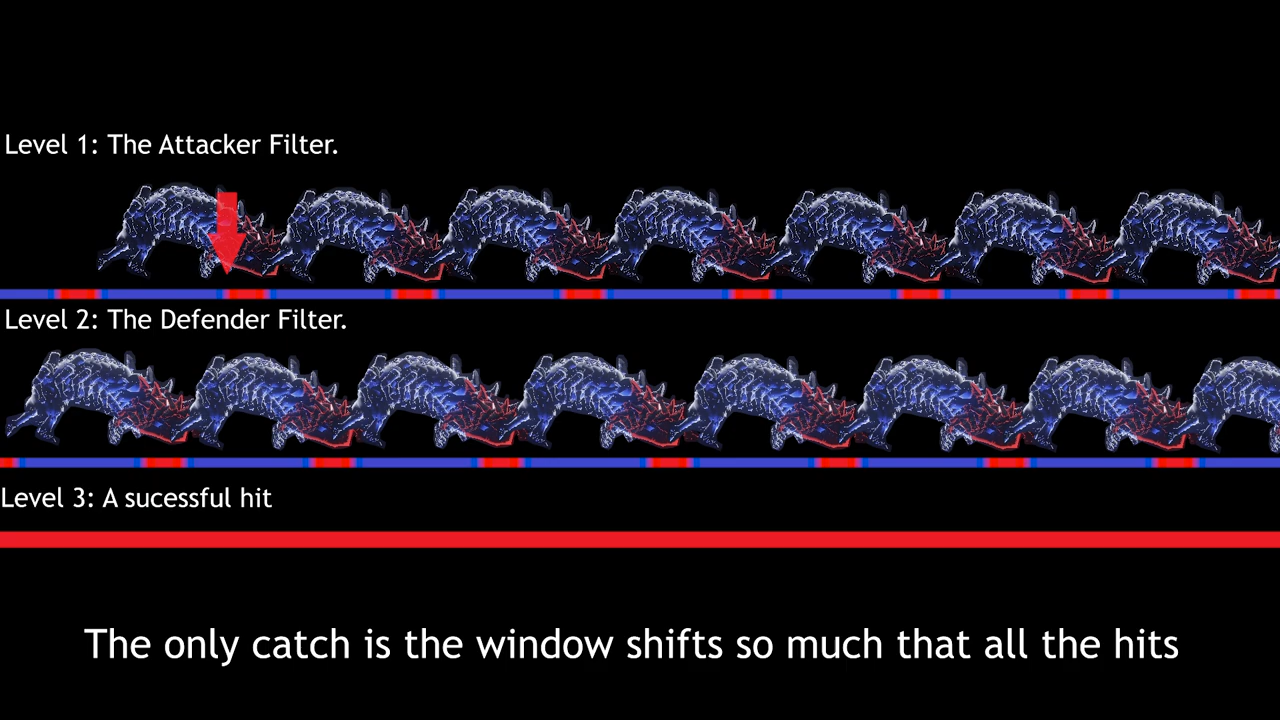 Level 1: The Attacker Filter.
Level 2: The Defender Filter.
Level 3: A sucessful hit
The only catch is the window shifts so much that all the hits